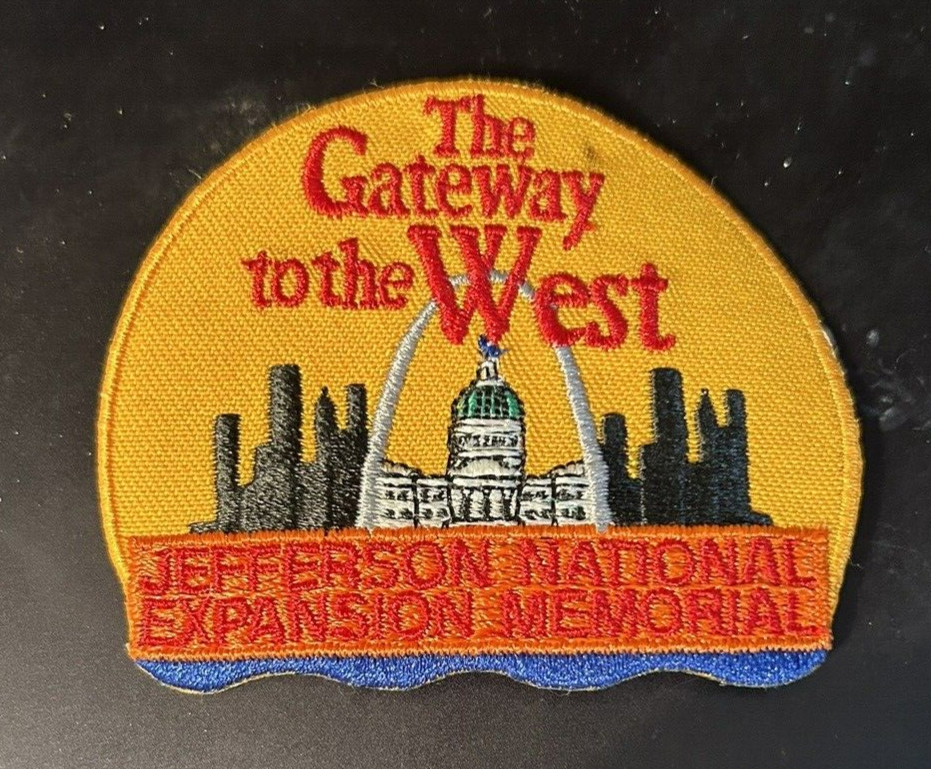 The
Gateway
to the West
JEFFERSON NATIONAL
EXPANSION MEMORIAL